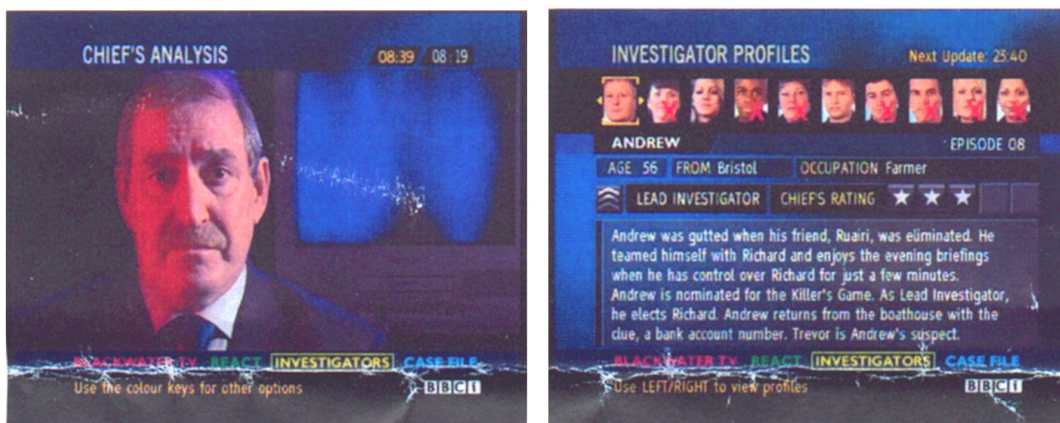 CHIEF'S ANALYSIS
08:39 08:19
BLACKWATER TV REACT INVESTIGATORS CASE FILE
Use the colour keys for other options
BBCi
INVESTIGATOR PROFILES
Next Update: 23:40
ANDREW
EPISODE 08
AGE 56 FROM Bristol OCCUPATION Farmer
LEAD INVESTIGATOR CHIEF'S RATING
Andrew was gutted when his friend, Ruairi, was eliminated. He
teamed himself with Richard and enjoys the evening briefings
when he has control over Richard for just a few minutes.
Andrew is nominated for the Killer's Game. As Lead Investigator,
he elects Richard. Andrew returns from the boathouse with the
clue, a bank account number. Trevor is Andrew's suspect.
BLACKWATER TV REACT INVESTIGATORS CASE FILE
Use LEFT/RIGHT to view profiles
BBCi